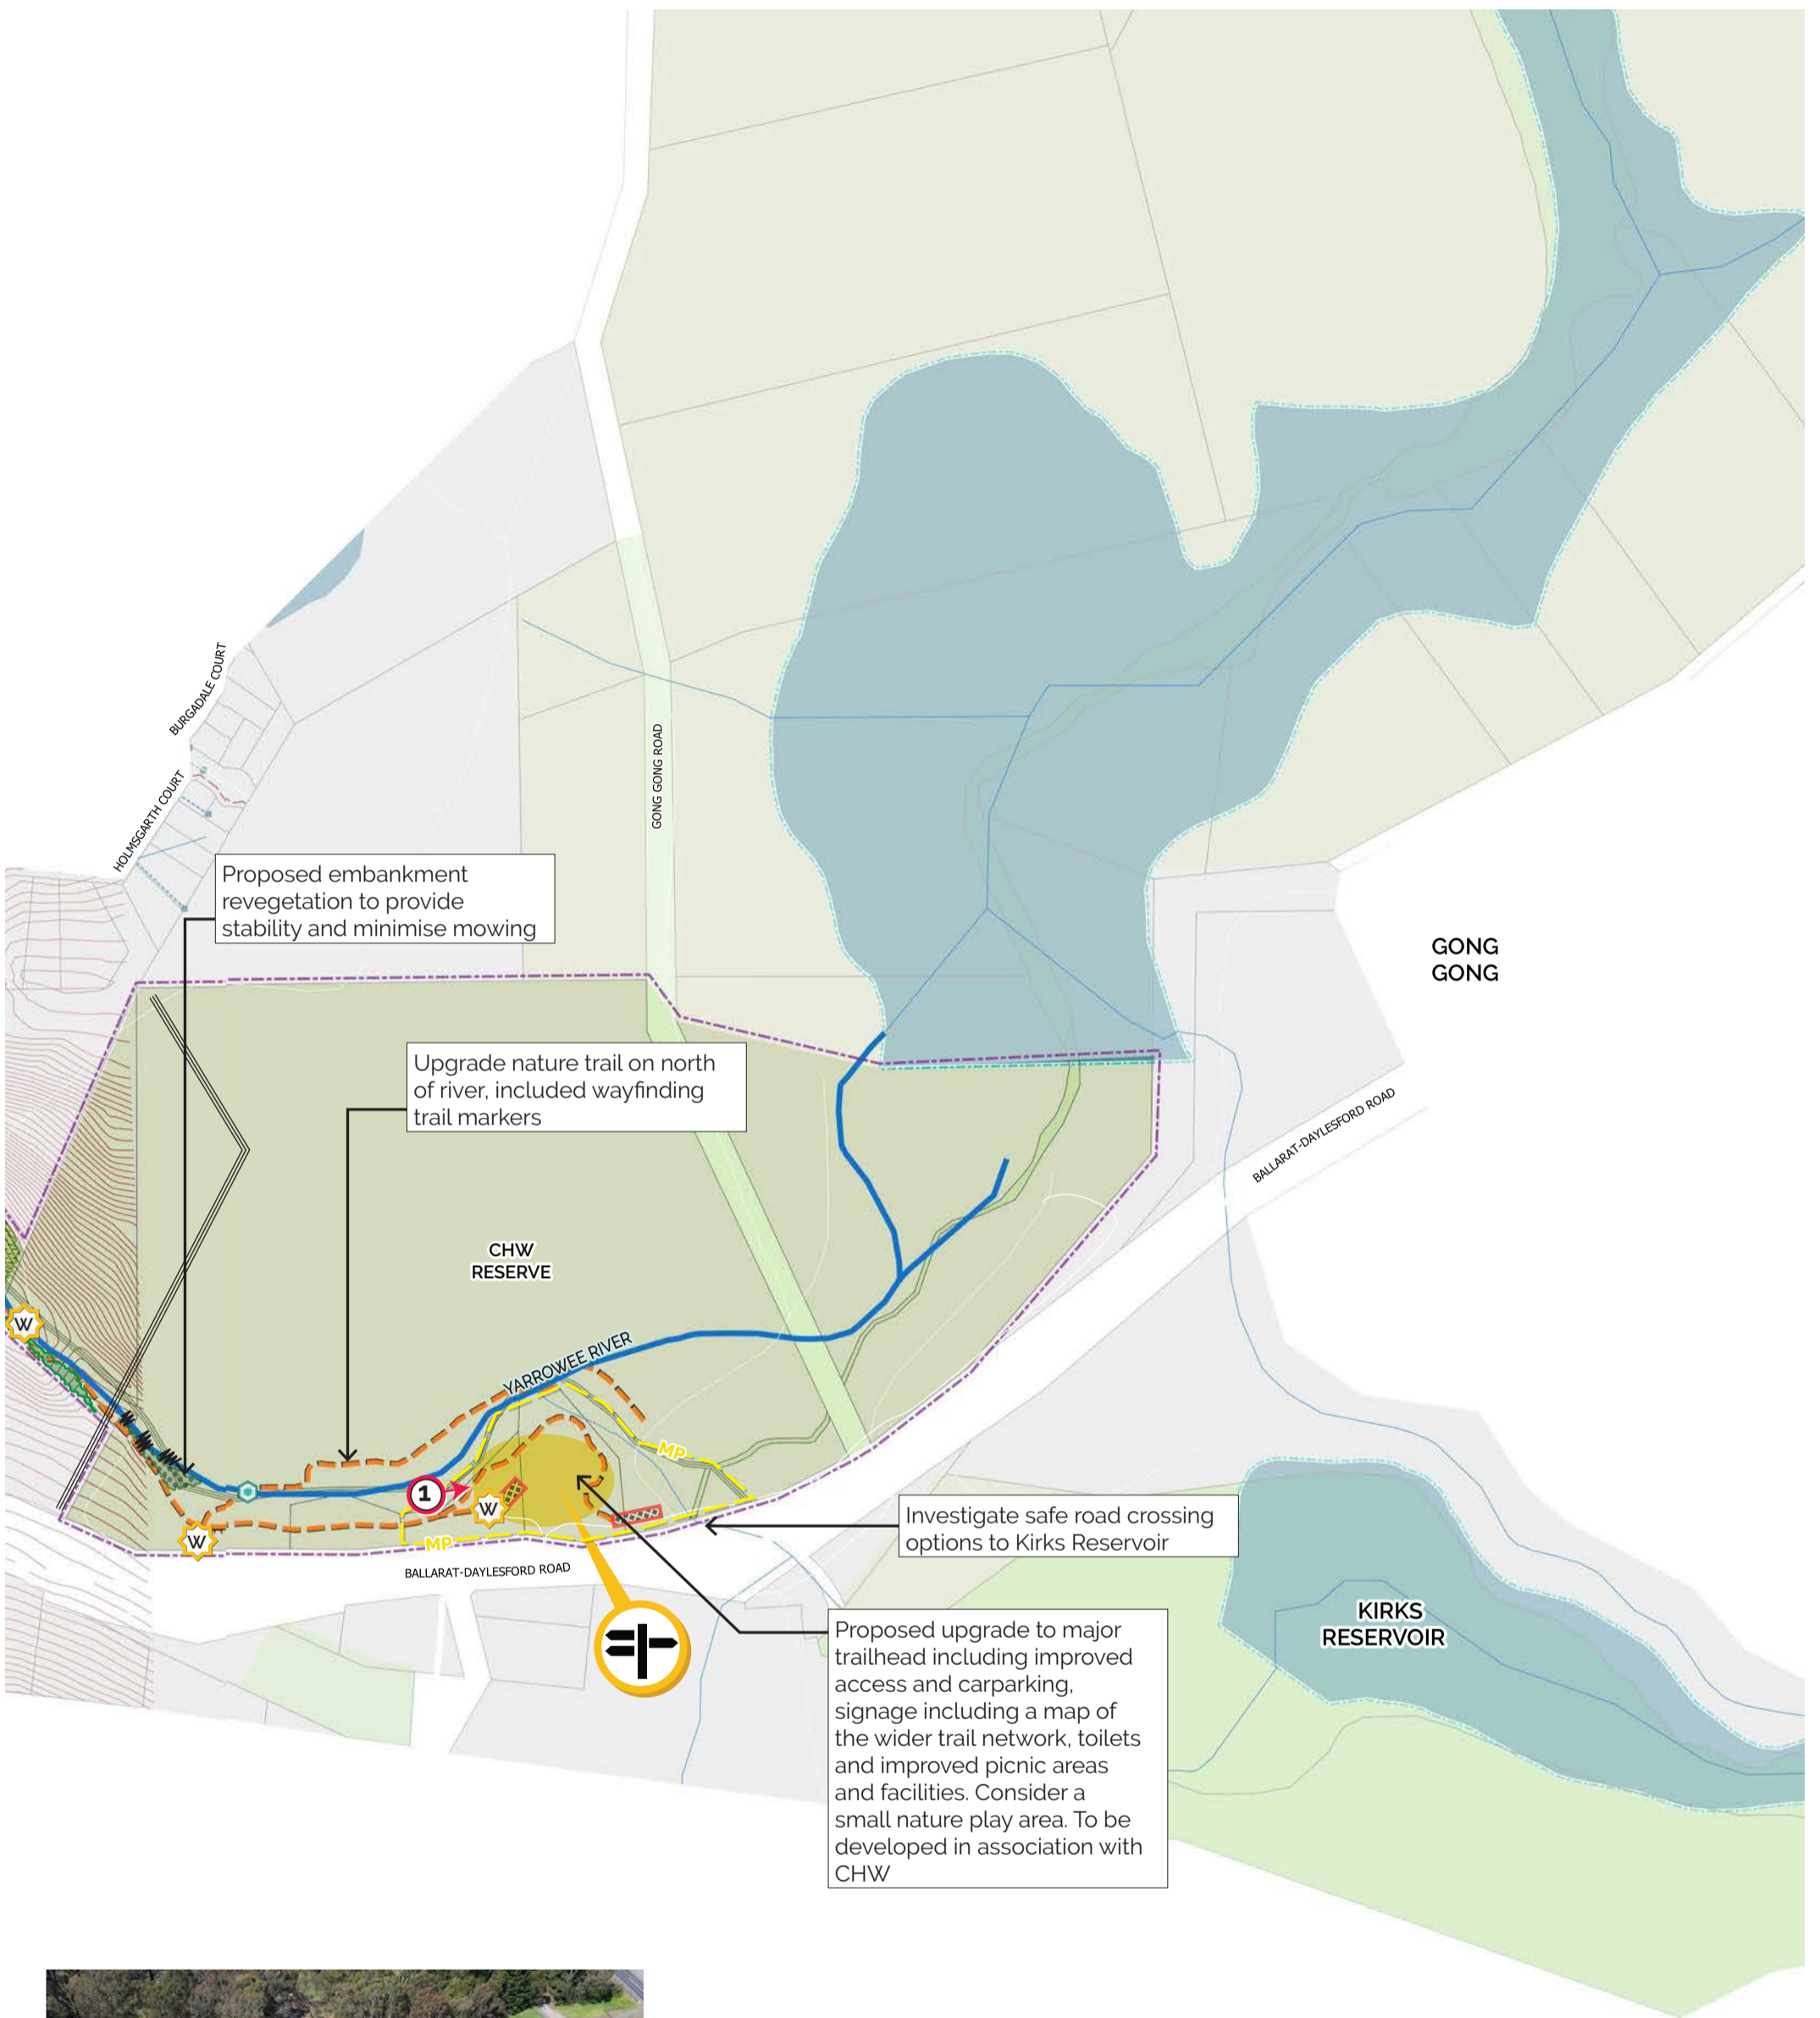 BURGADALE COURT
HOLMSGARTH COURT
GONG GONG ROAD
Proposed embankment
revegetation to provide
stability and minimise mowing
GONG
GONG
Upgrade nature trail on north
of river, included wayfinding
trail markers
BALLARAT-DAYLESFORD ROAD
CHW
RESERVE
W
YARROWEE RIVER
MP
1
W
W
MP
Investigate safe road crossing
options to Kirks Reservoir
BALLARAT-DAYLESFORD ROAD
KIRKS
RESERVOIR
Proposed upgrade to major
trailhead including improved
access and carparking,
signage including a map of
the wider trail network, toilets
and improved picnic areas
and facilities. Consider a
small nature play area. To be
developed in association with
CHW